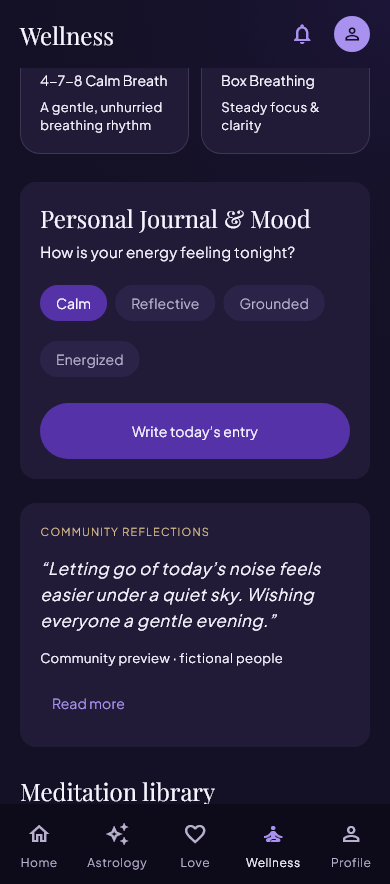 Wellness
4–7–8 Calm Breath
A gentle, unhurried
breathing rhythm
Box Breathing
Steady focus &
clarity
Personal Journal & Mood
How is your energy feeling tonight?
Calm
Reflective
Grounded
Energized
Write today's entry
COMMUNITY REFLECTIONS
“Letting go of today’s noise feels
easier under a quiet sky. Wishing
everyone a gentle evening.”
Community preview · fictional people
Read more
Meditation library
Home
Astrology
Love
Wellness
Profile